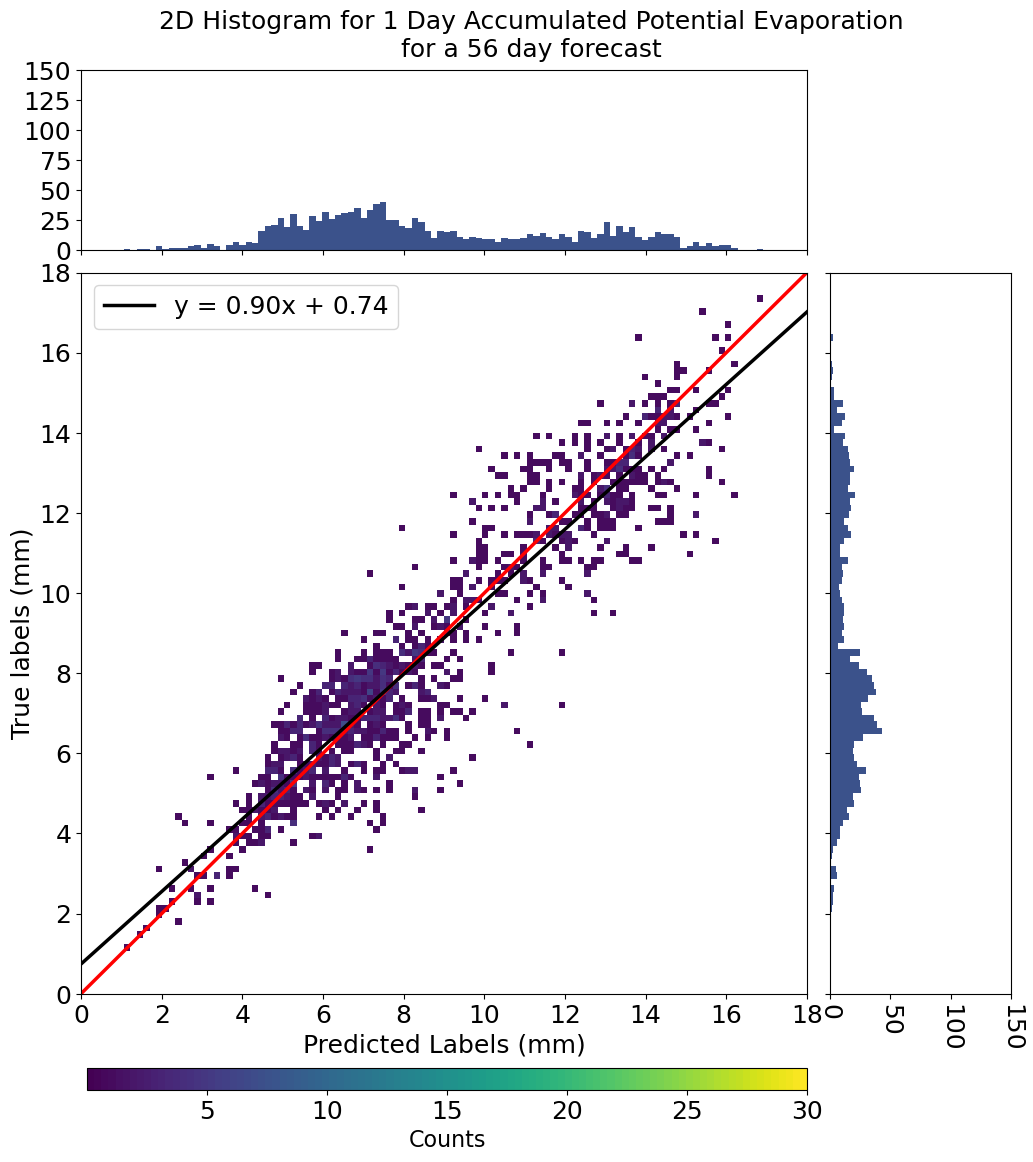 2D Histogram for 1 Day Accumulated Potential Evaporation
for a 56 day forecast
150
125
100
75
50
25
0
18
16
14
12
10
8
6
4
2
0
y = 0.90x + 0.74
True labels (mm)
0 2 4 6 8 10 12 14 16 18
Predicted Labels (mm)
0 50 100 150
5 10 15 20 25 30
Counts